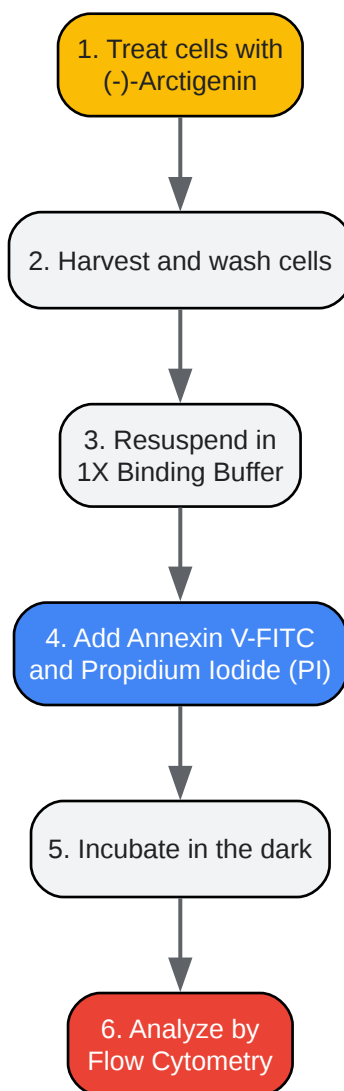 1. Treat cells with
(-)-Arctigenin
2. Harvest and wash cells
3. Resuspend in
1X Binding Buffer
4. Add Annexin V-FITC
and Propidium Iodide (PI)
5. Incubate in the dark
6. Analyze by
Flow Cytometry